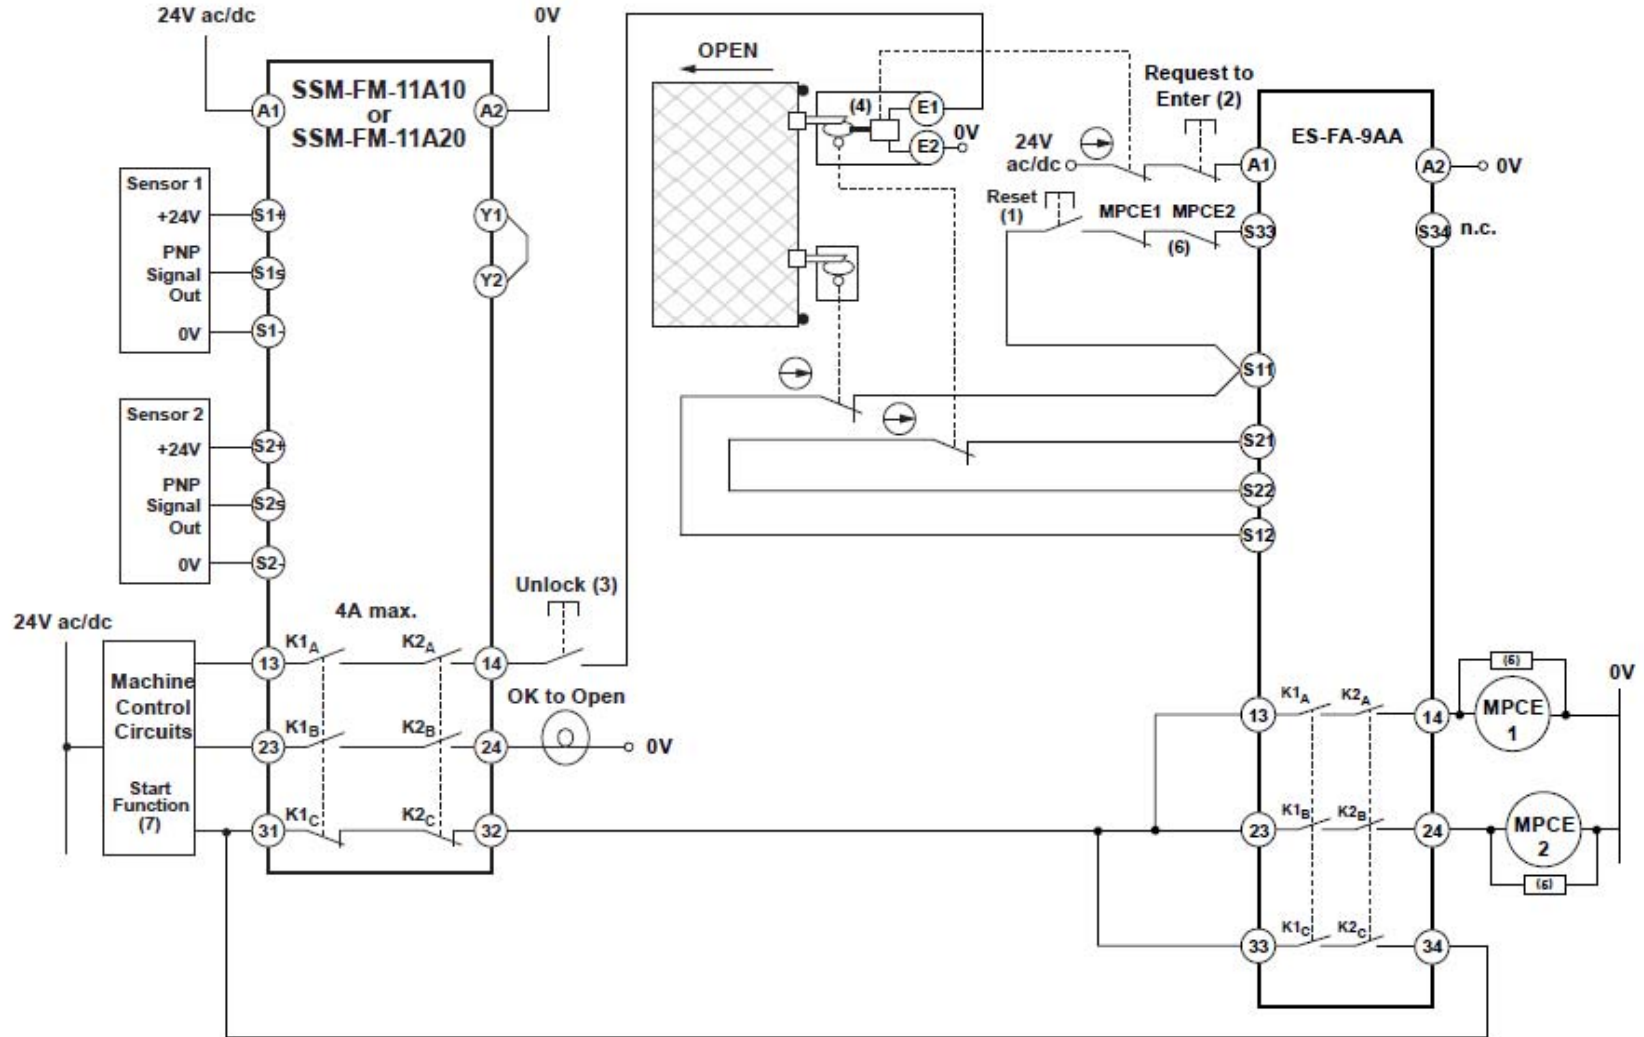 24V ac/dc
0V
SSM-FM-11A10
or
SSM-FM-11A20
A1
A2
Sensor 1
+24V
PNP
Signal
Out
0V
S1+
S1s
S1-
Y1
Y2
Sensor 2
+24V
PNP
Signal
Out
0V
S2+
S2s
S2-
24V ac/dc
4A max.
Unlock (3)
Machine
Control
Circuits
Start
Function
(7)
13
K1A
K2A
14
OK to Open
23
K1B
K2B
24
0V
31
K1C
K2C
32
OPEN
(4)
E1
E2
0V
Request to
Enter (2)
24V
ac/dc
Reset
(1)
MPCE1
MPCE2
(6)
ES-FA-9AA
A1
A2
0V
S33
S34
n.c.
S11
S21
S22
S12
13
K1A
K2A
14
(5)
MPCE
1
0V
23
K1B
K2B
24
MPCE
2
(5)
33
K1C
K2C
34